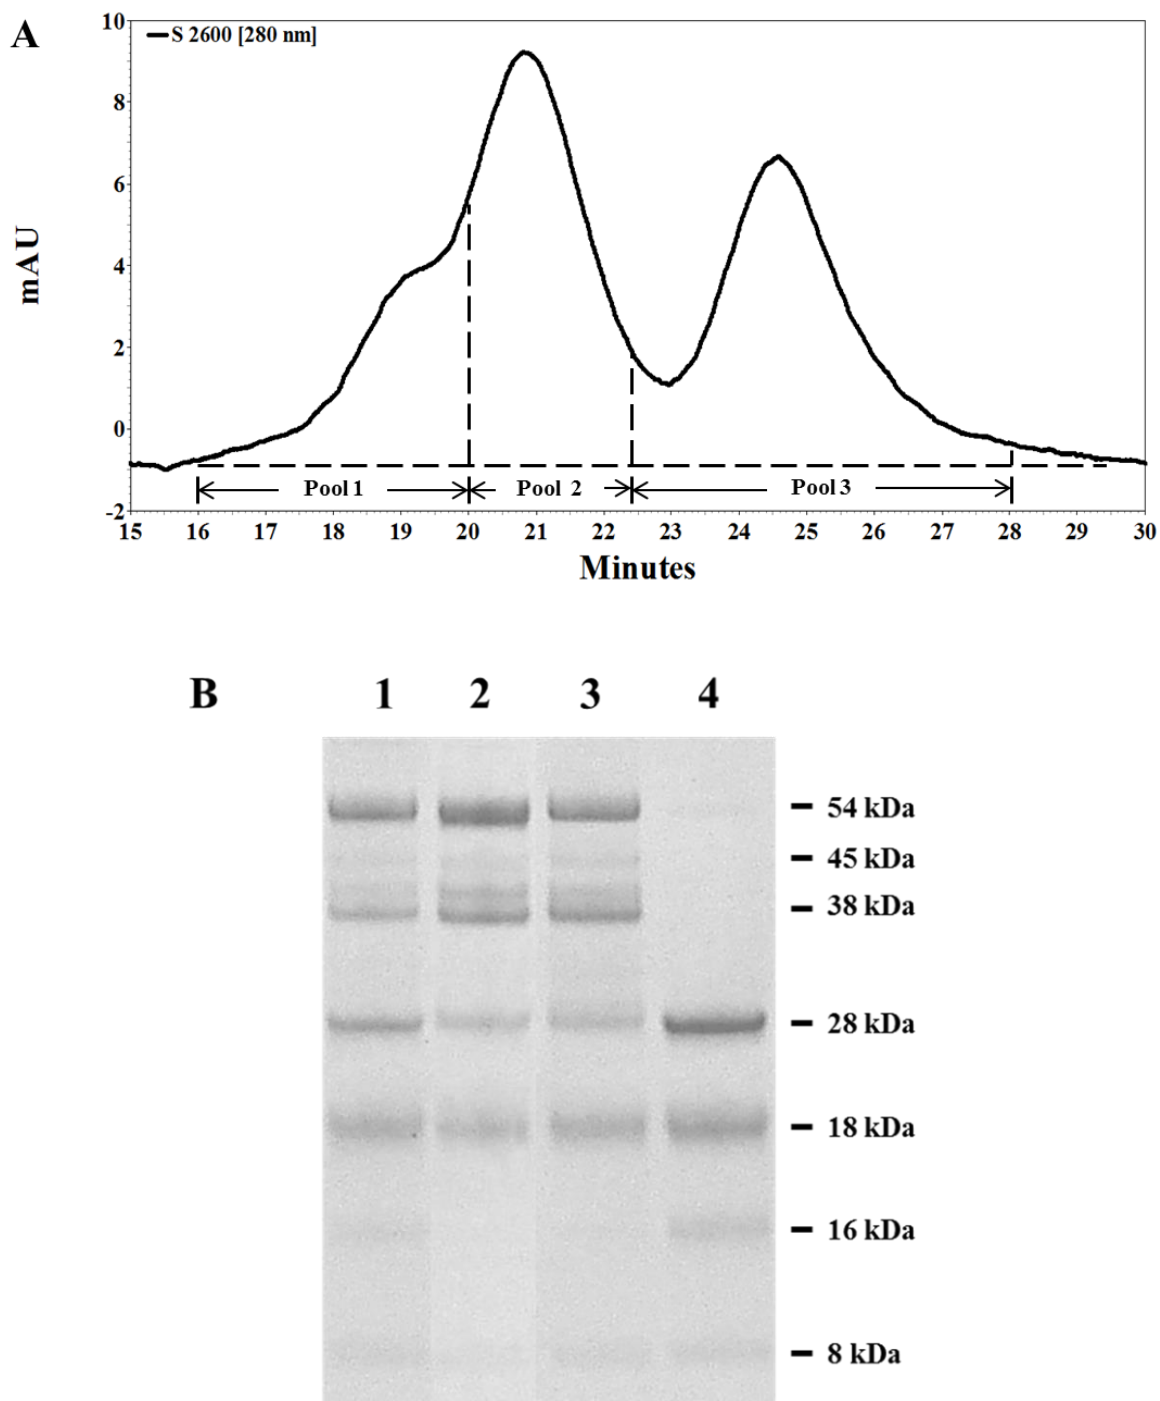 A
S 2600 [280 nm]
10
8
6
4
2
0
-2
mAU
Pool 1
Pool 2
Pool 3
15 16 17 18 19 20 21 22 23 24 25 26 27 28 29 30
Minutes
B 1 2 3 4
54 kDa
45 kDa
38 kDa
28 kDa
18 kDa
16 kDa
8 kDa